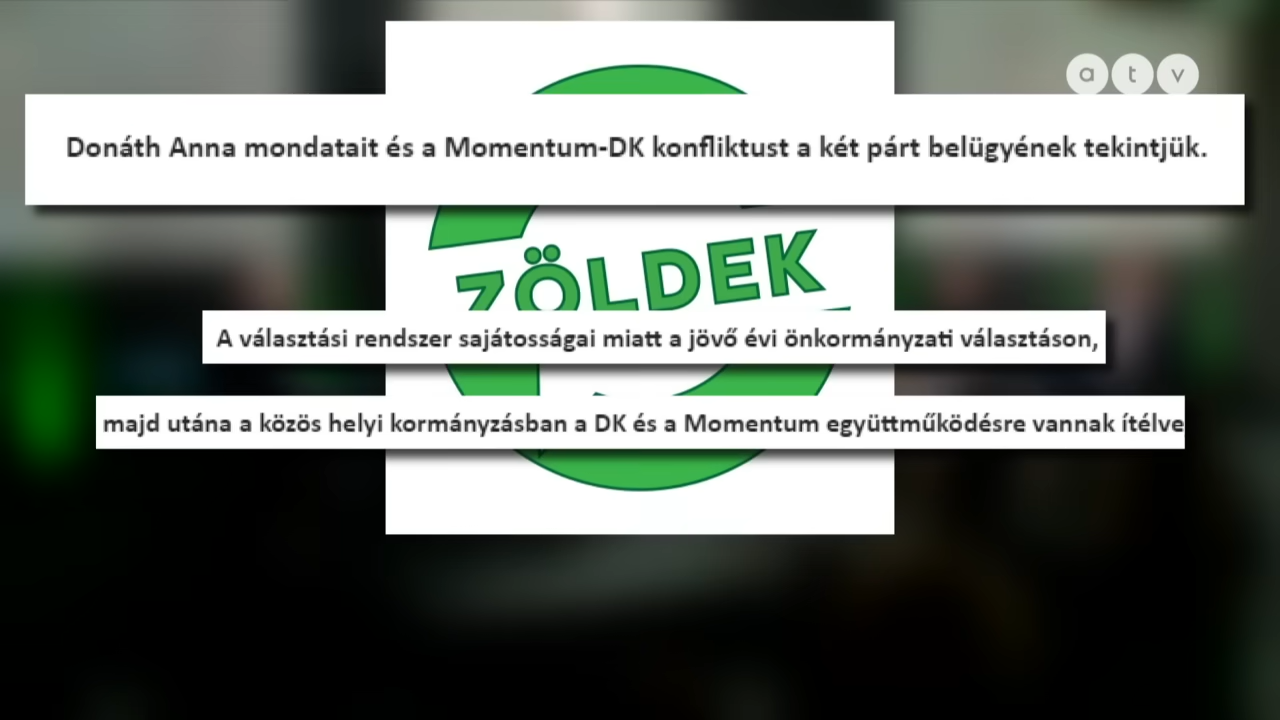 atv
Donáth Anna mondatait és a Momentum-DK konfliktust a két párt belügyének tekintjük.
ZÖLDEK
A választási rendszer sajátosságai miatt a jövő évi önkormányzati választáson,
majd utána a közös helyi kormányzásban a DK és a Momentum együttműködésre vannak ítélve